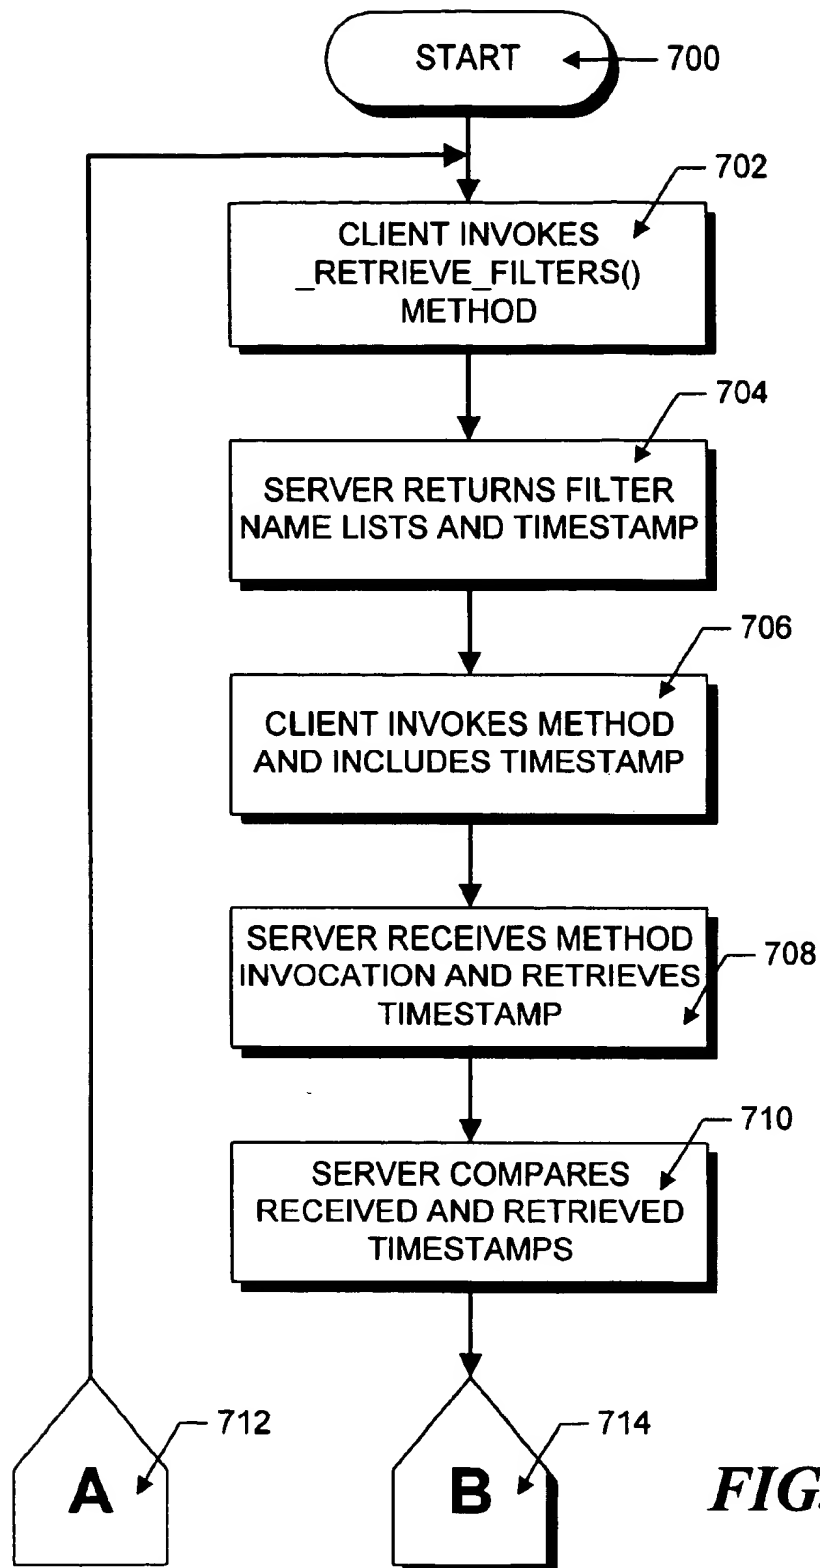 START
700
702
CLIENT INVOKES
_RETRIEVE_FILTERS()
METHOD
704
SERVER RETURNS FILTER
NAME LISTS AND TIMESTAMP
706
CLIENT INVOKES METHOD
AND INCLUDES TIMESTAMP
SERVER RECEIVES METHOD
INVOCATION AND RETRIEVES
TIMESTAMP
708
710
SERVER COMPARES
RECEIVED AND RETRIEVED
TIMESTAMPS
A
712
B
714
FIG.